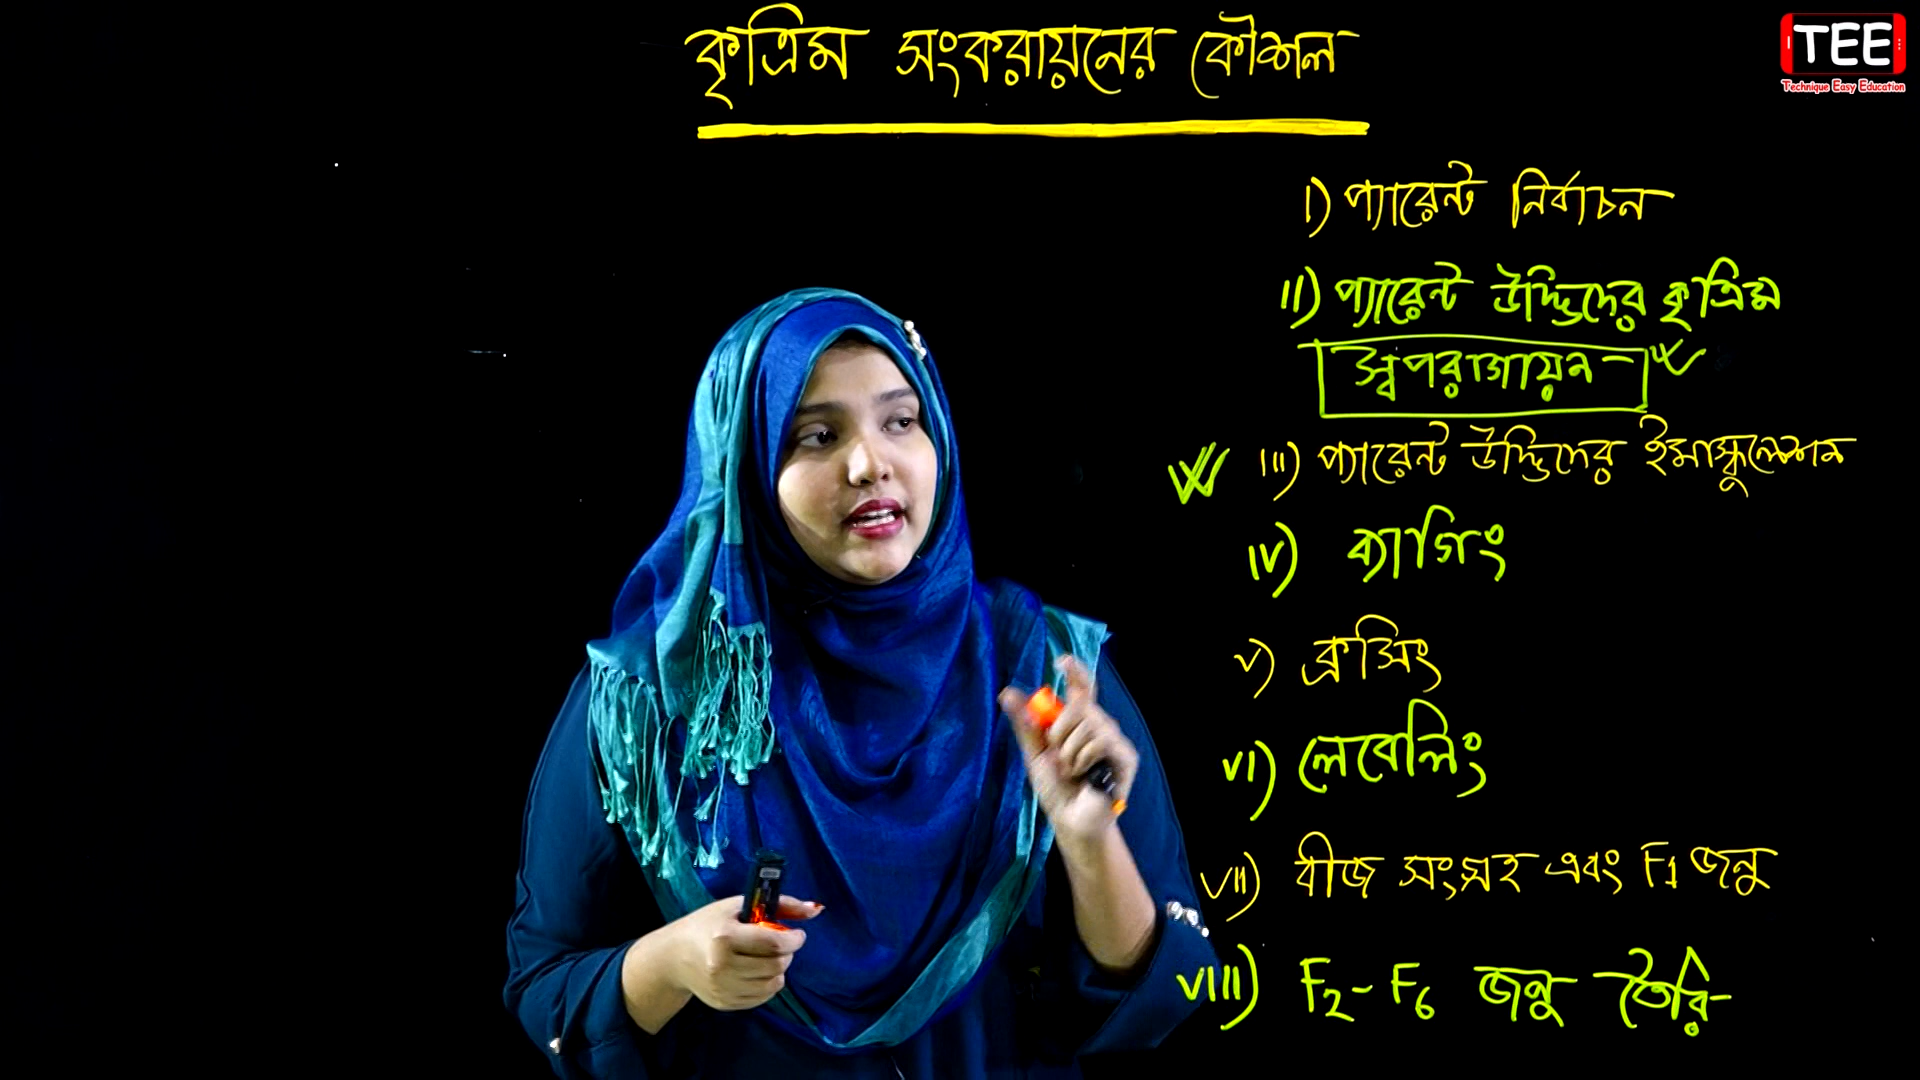 কৃত্রিম সংকরায়নের কৌশল
TEE
Technique Easy Education
i) প্যারেন্ট নির্বাচন
ii) প্যারেন্ট উদ্ভিদের কৃত্রিম
স্বপরাগায়ন
iii) প্যারেন্ট উদ্ভিদের ইমাস্কুলেশন
iv) ব্যাগিং
v) ক্রসিং
vi) লেবেলিং
vii) বীজ সংগ্রহ এবং F1 জনু
viii) F2-F6 জনু তৈরি